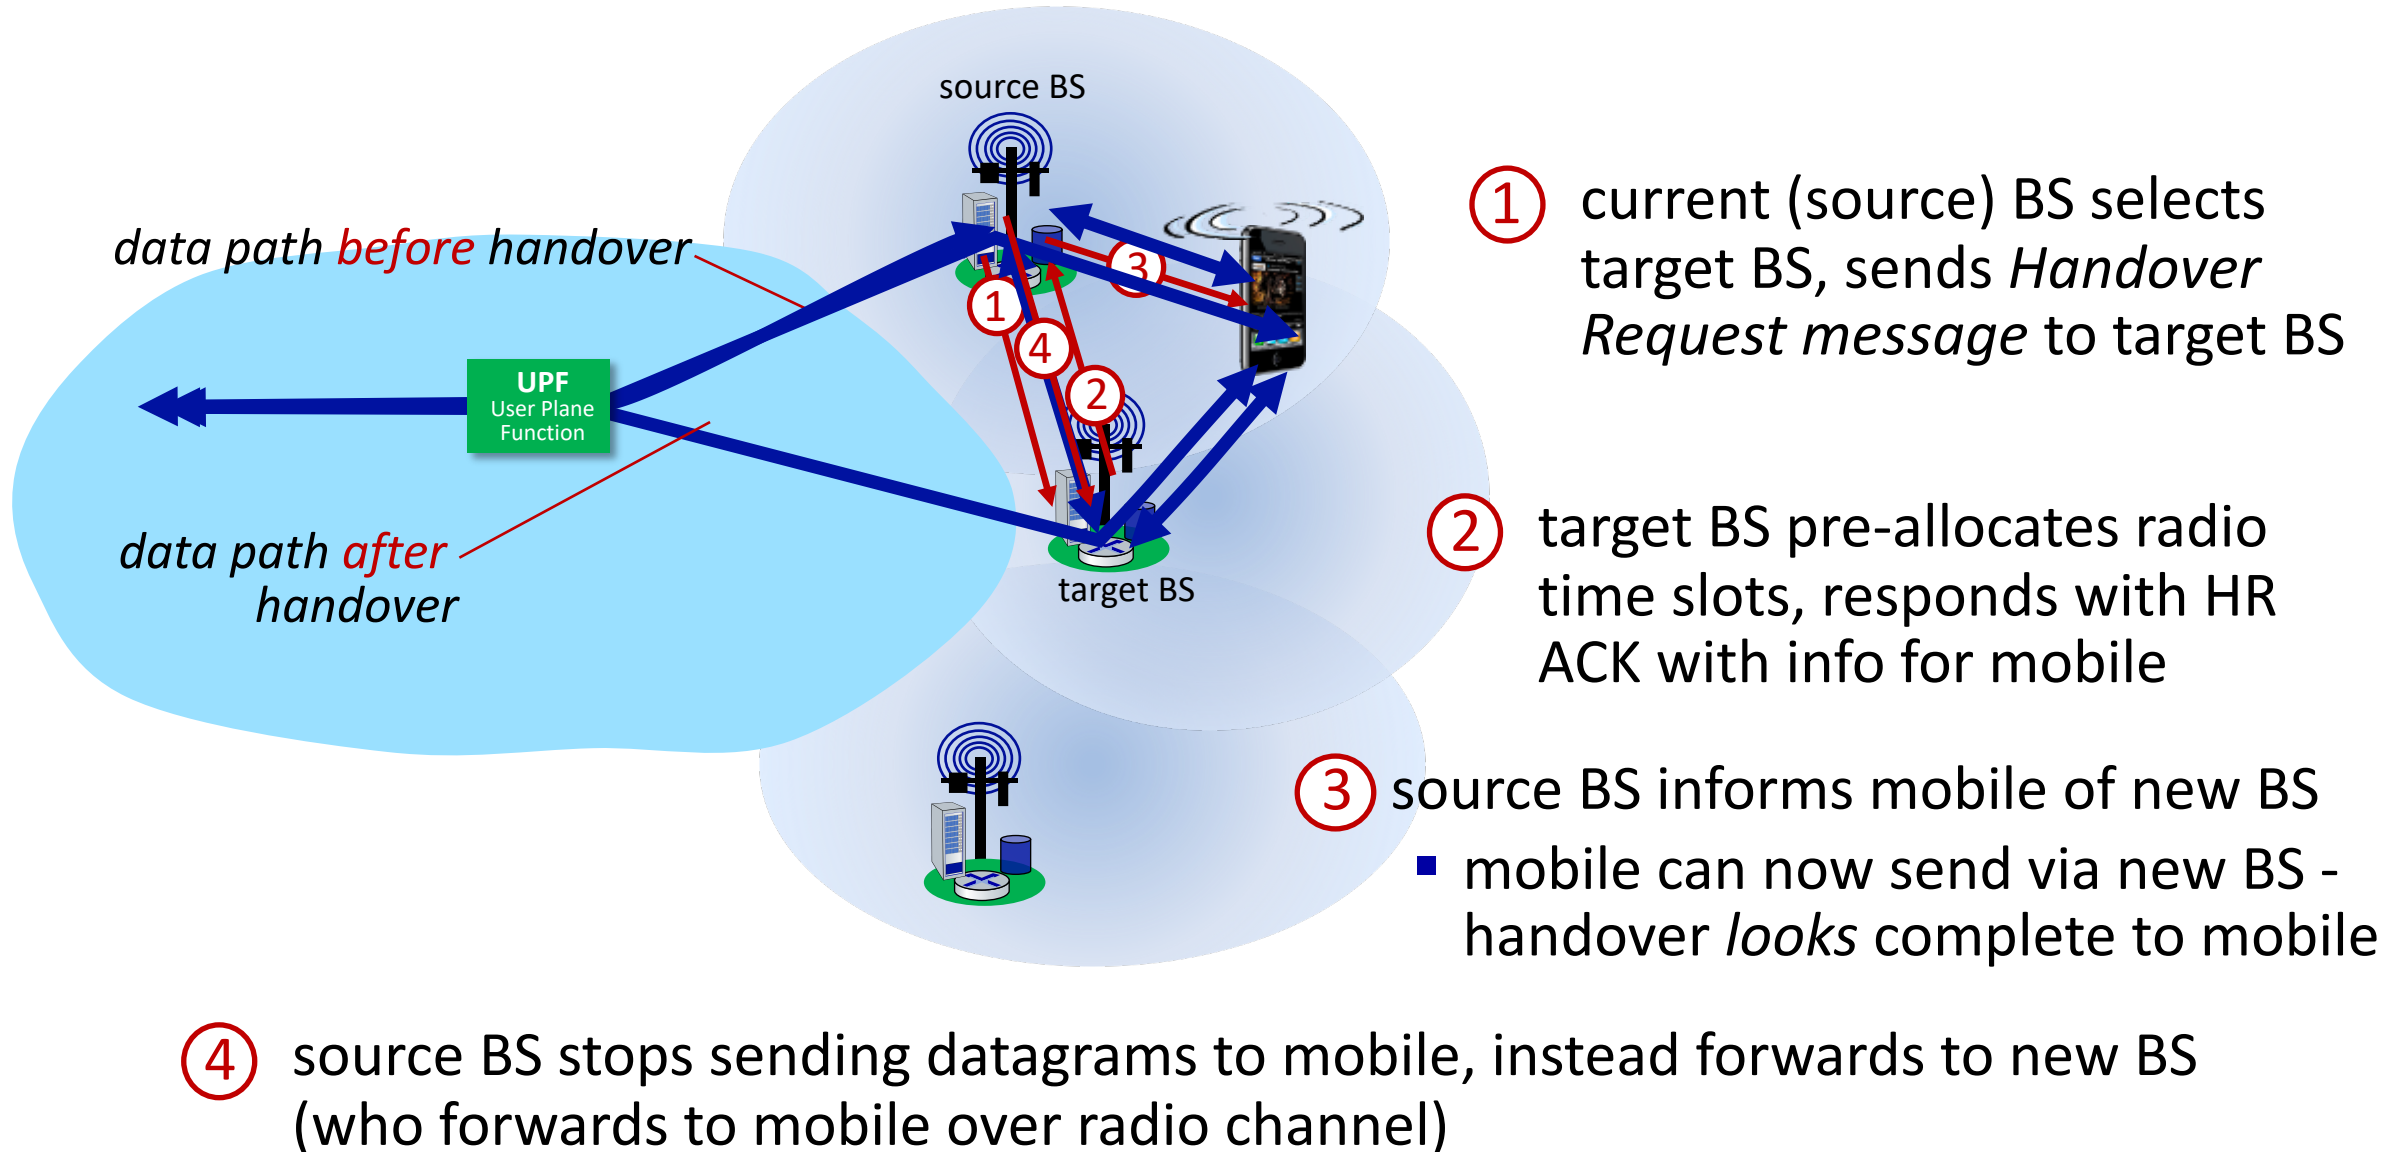 source BS
data path before handover
UPF
User Plane
Function
data path after
handover
target BS
1
4
2
3
1 current (source) BS selects
target BS, sends Handover
Request message to target BS
2 target BS pre-allocates radio
time slots, responds with HR
ACK with info for mobile
3 source BS informs mobile of new BS
▪ mobile can now send via new BS -
handover looks complete to mobile
4 source BS stops sending datagrams to mobile, instead forwards to new BS
(who forwards to mobile over radio channel)